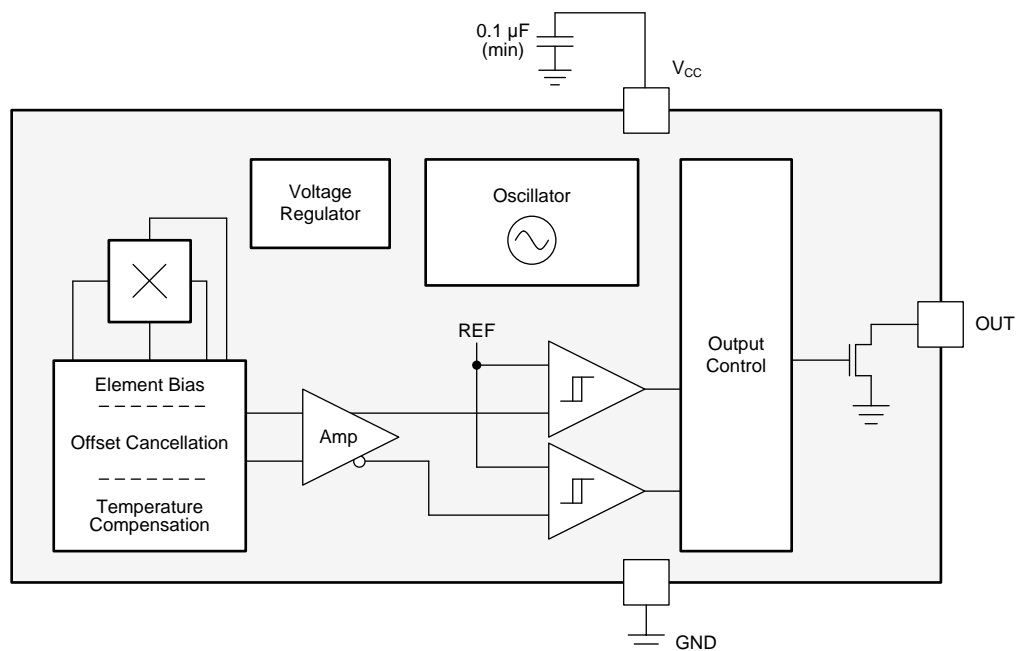 0.1 µF
(min)
VCC
Voltage
Regulator
Oscillator
REF
Output
Control
OUT
Element Bias
Offset Cancellation
Temperature
Compensation
Amp
GND